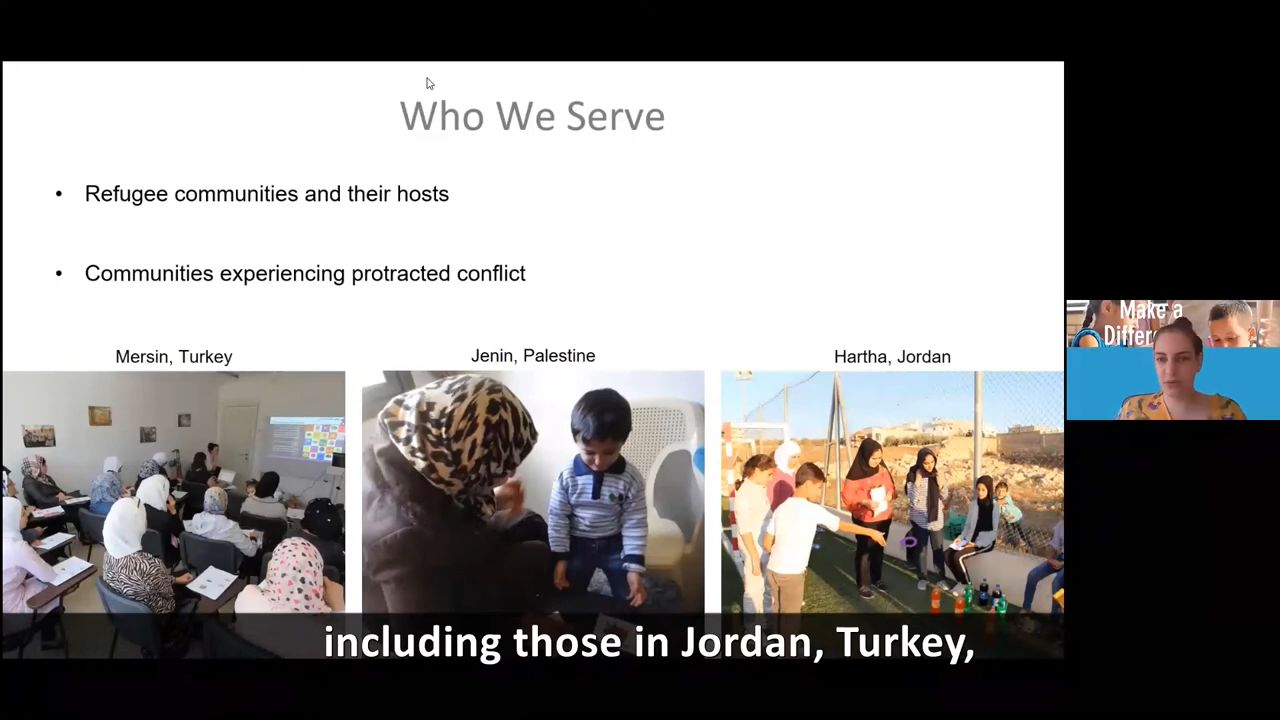 Who We Serve
• Refugee communities and their hosts
• Communities experiencing protracted conflict
Mersin, Turkey
Jenin, Palestine
Hartha, Jordan
Make a
Differ
including those in Jordan, Turkey,